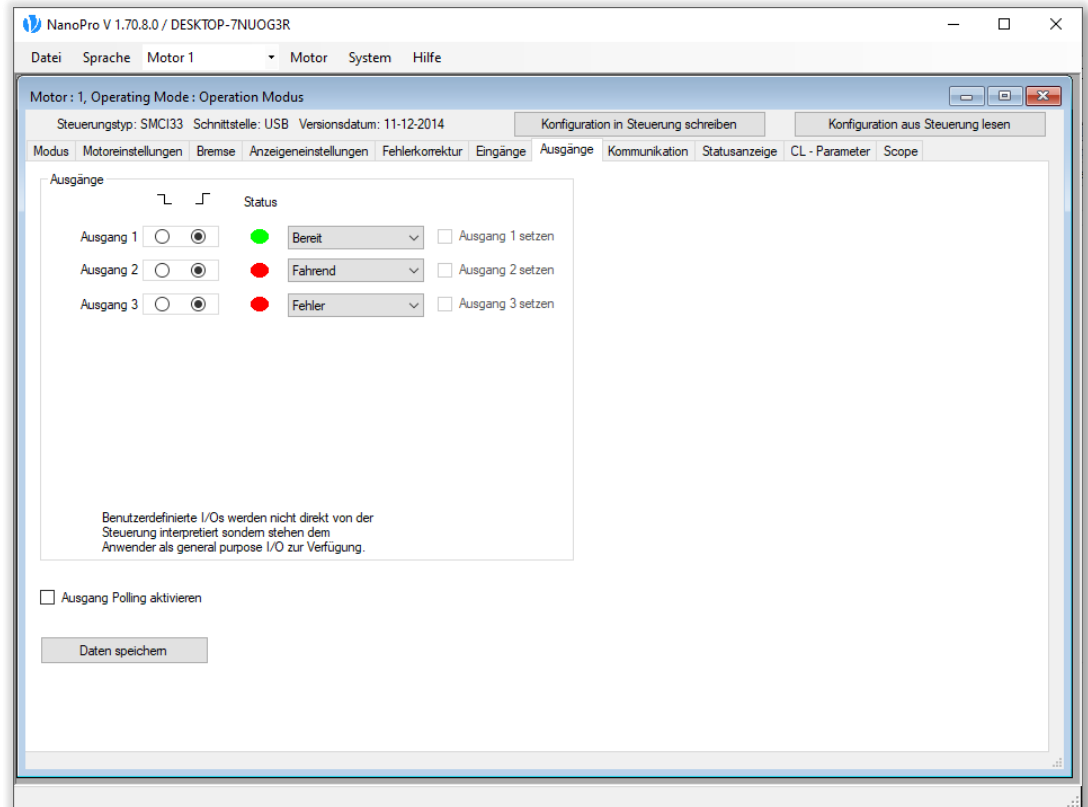 NanoPro V 1.70.8.0 / DESKTOP-7NUOG3R
Datei Sprache Motor 1 Motor System Hilfe
Motor : 1, Operating Mode : Operation Modus
Steuerungstyp: SMCI33 Schnittstelle: USB Versionsdatum: 11-12-2014 Konfiguration in Steuerung schreiben Konfiguration aus Steuerung lesen
Modus Motoreinstellungen Bremse Anzeigeneinstellungen Fehlerkorrektur Eingänge Ausgänge Kommunikation Statusanzeige CL - Parameter Scope
Ausgänge
Status
Ausgang 1 Bereit Ausgang 1 setzen
Ausgang 2 Fahrend Ausgang 2 setzen
Ausgang 3 Fehler Ausgang 3 setzen
Benutzerdefinierte I/Os werden nicht direkt von der
Steuerung interpretiert sondern stehen dem
Anwender als general purpose I/O zur Verfügung.
Ausgang Polling aktivieren
Daten speichern